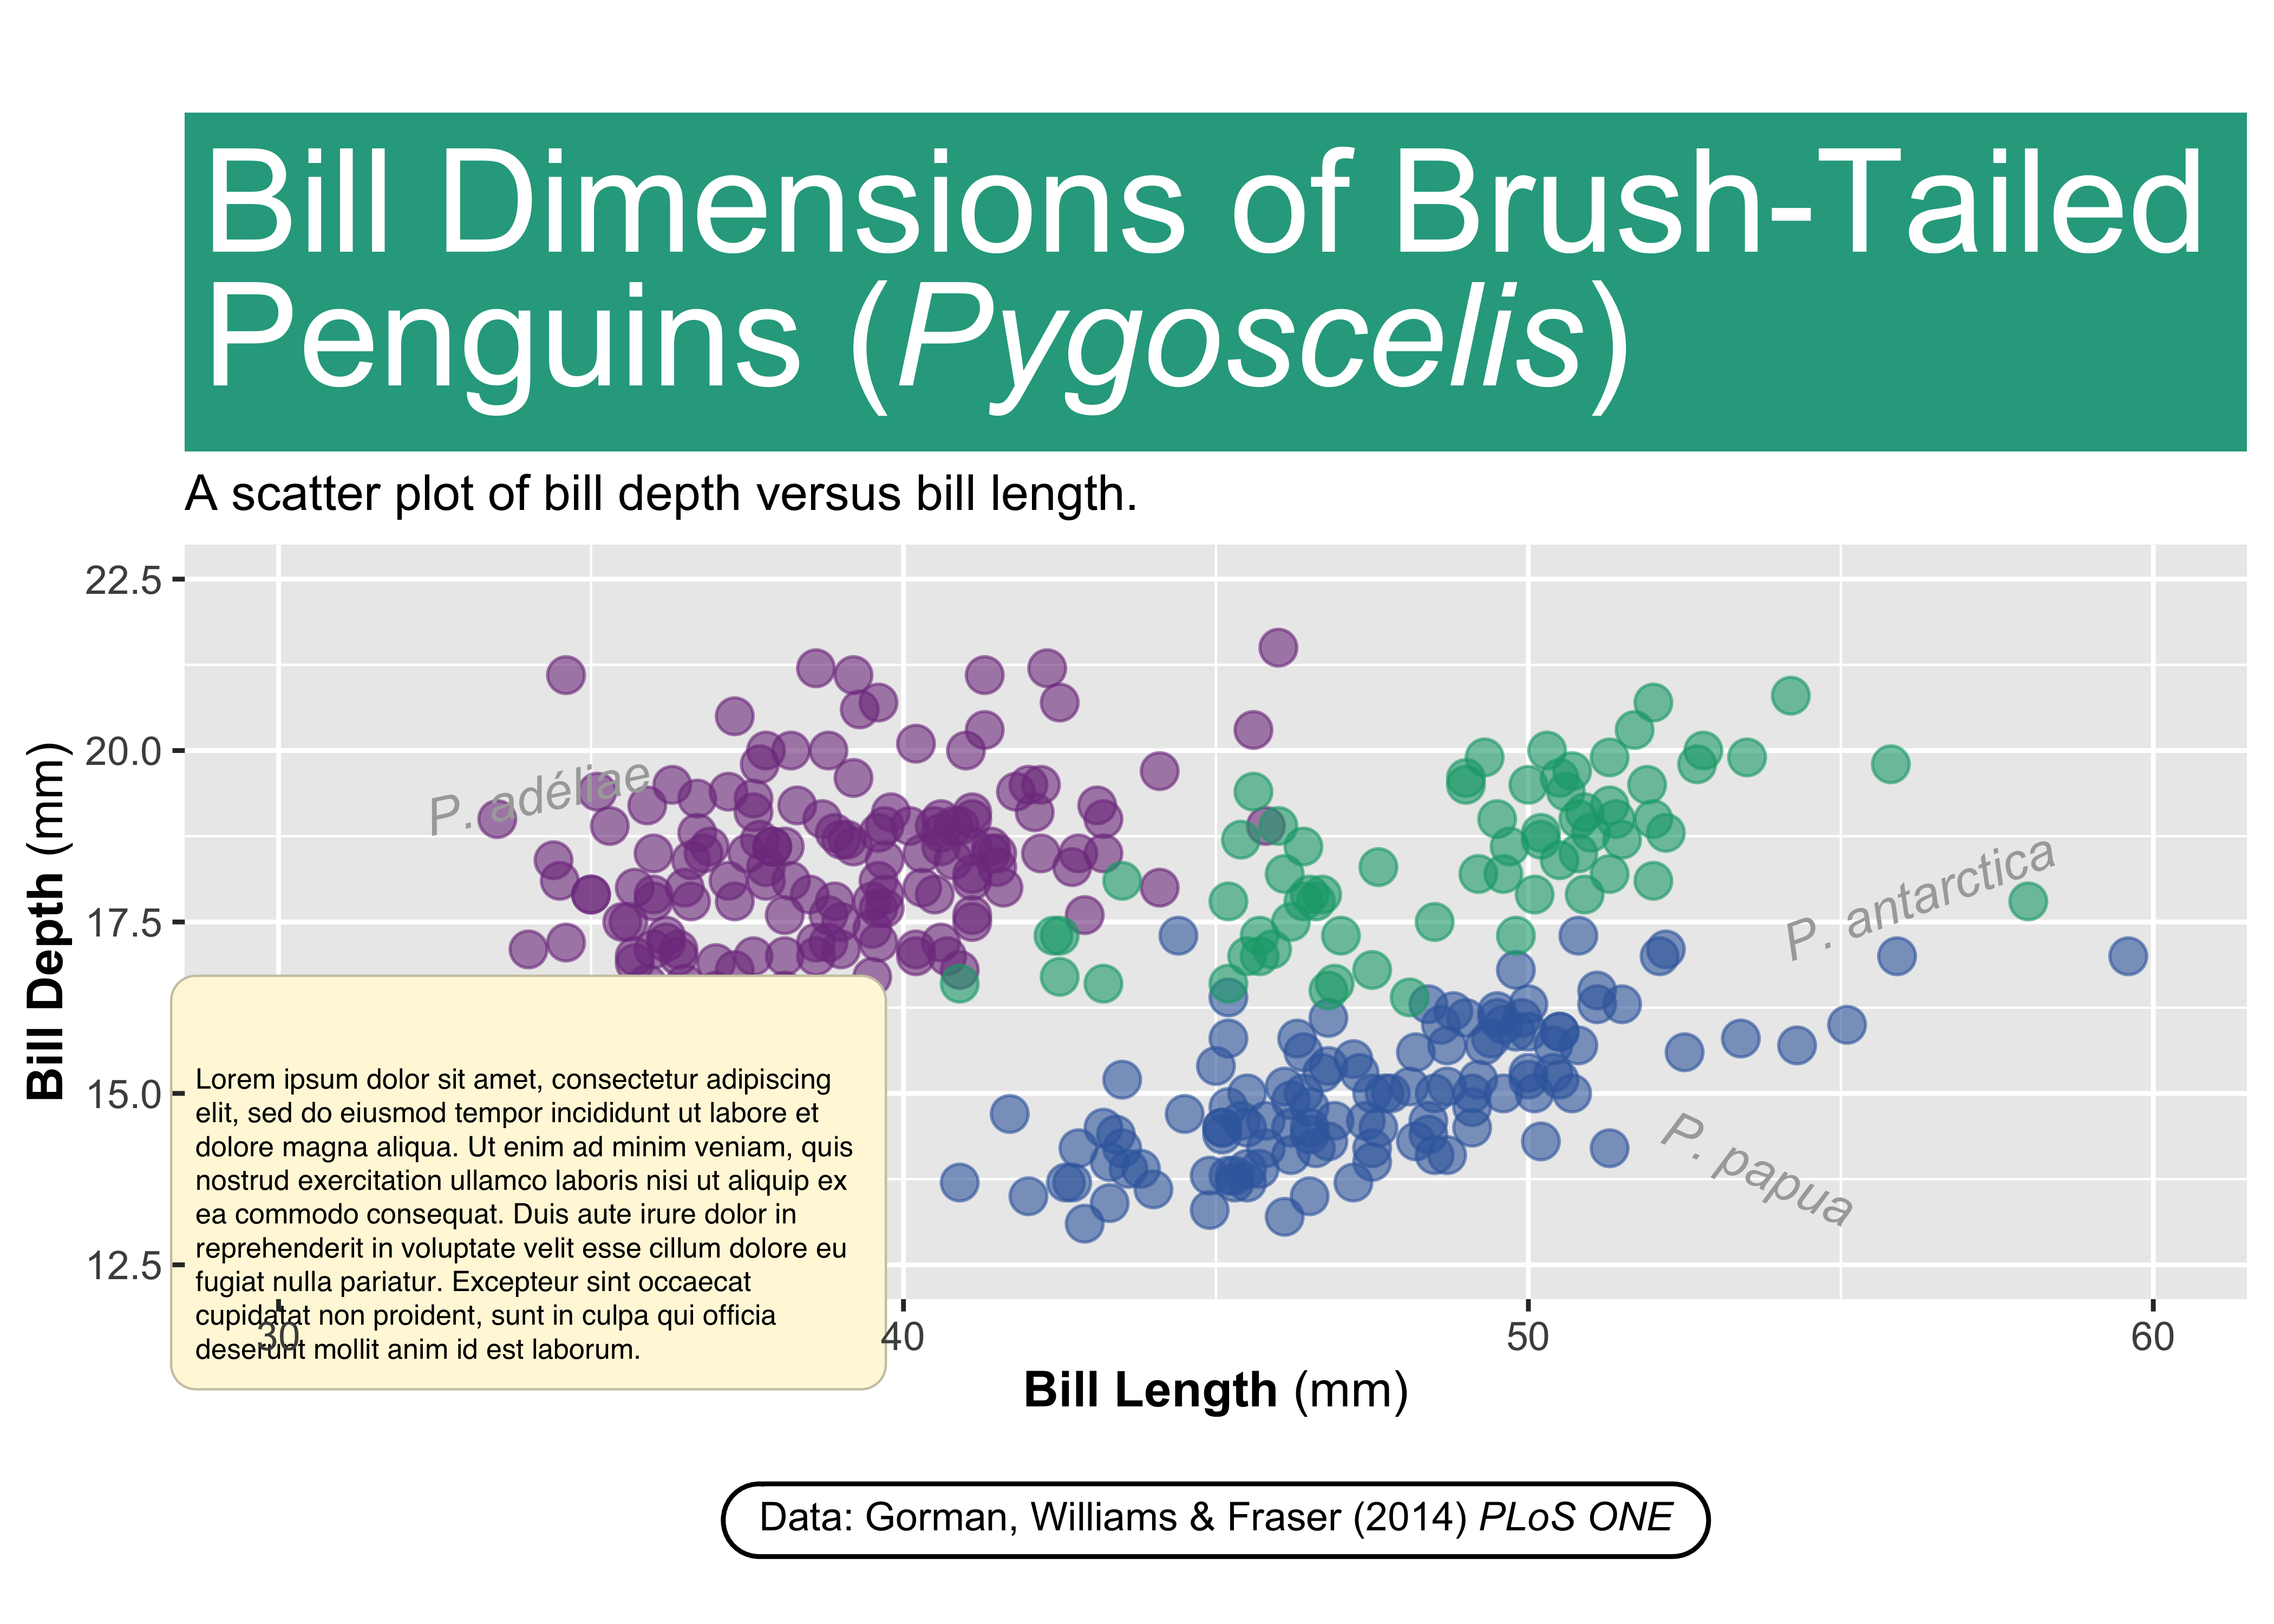 Bill Dimensions of Brush-Tailed
Penguins (Pygoscelis)
A scatter plot of bill depth versus bill length.
Bill Depth (mm)
22.5
20.0
17.5
15.0
12.5
P. adéliae
P. antarctica
P. papua
Lorem ipsum dolor sit amet, consectetur adipiscing
elit, sed do eiusmod tempor incididunt ut labore et
dolore magna aliqua. Ut enim ad minim veniam, quis
nostrud exercitation ullamco laboris nisi ut aliquip ex
ea commodo consequat. Duis aute irure dolor in
reprehenderit in voluptate velit esse cillum dolore eu
fugiat nulla pariatur. Excepteur sint occaecat
cupidatat non proident, sunt in culpa qui officia
deserunt mollit anim id est laborum.
30
40
50
60
Bill Length (mm)
Data: Gorman, Williams & Fraser (2014) PLoS ONE